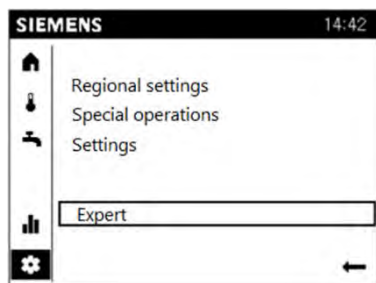 SIEMENS 14:42
Regional settings
Special operations
Settings
Expert